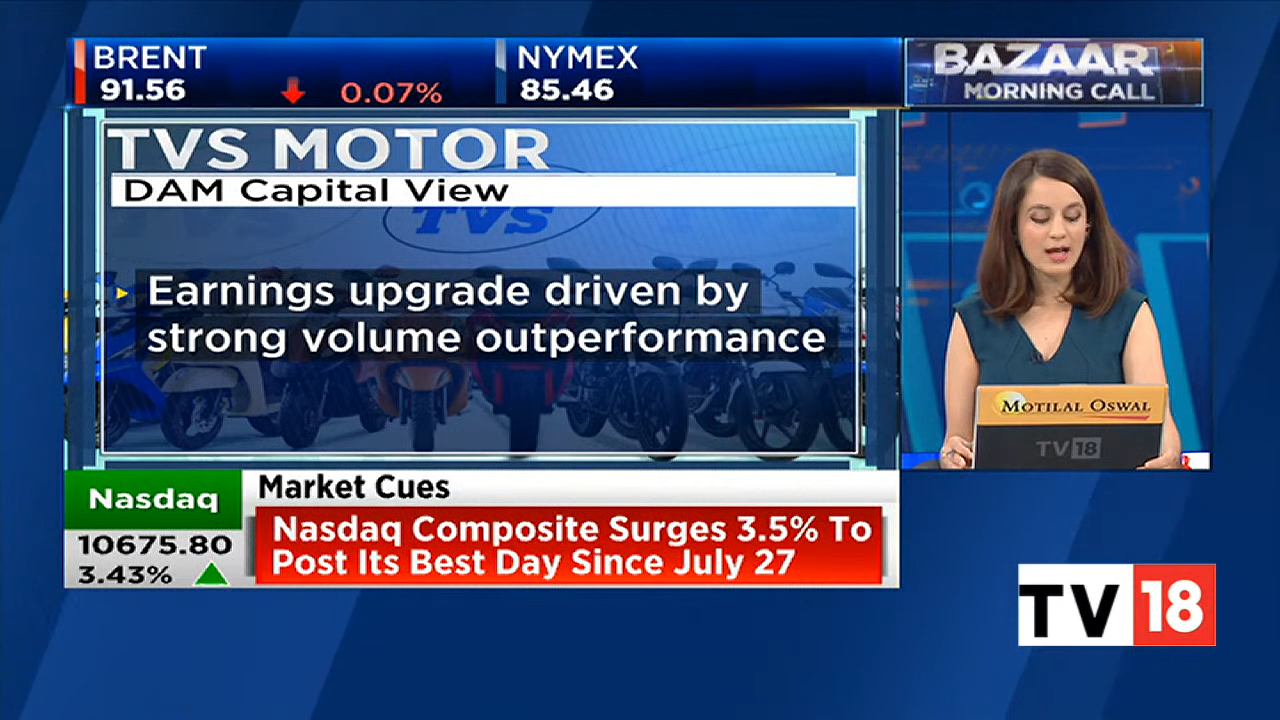 BRENT
91.56 0.07%
NYMEX
85.46
BAZAAR
MORNING CALL
TVS MOTOR
DAM Capital View
TVS
Earnings upgrade driven by
strong volume outperformance
MOTILAL OSWAL
TV18
Nasdaq
10675.80
3.43%
Market Cues
Nasdaq Composite Surges 3.5% To
Post Its Best Day Since July 27
TV18